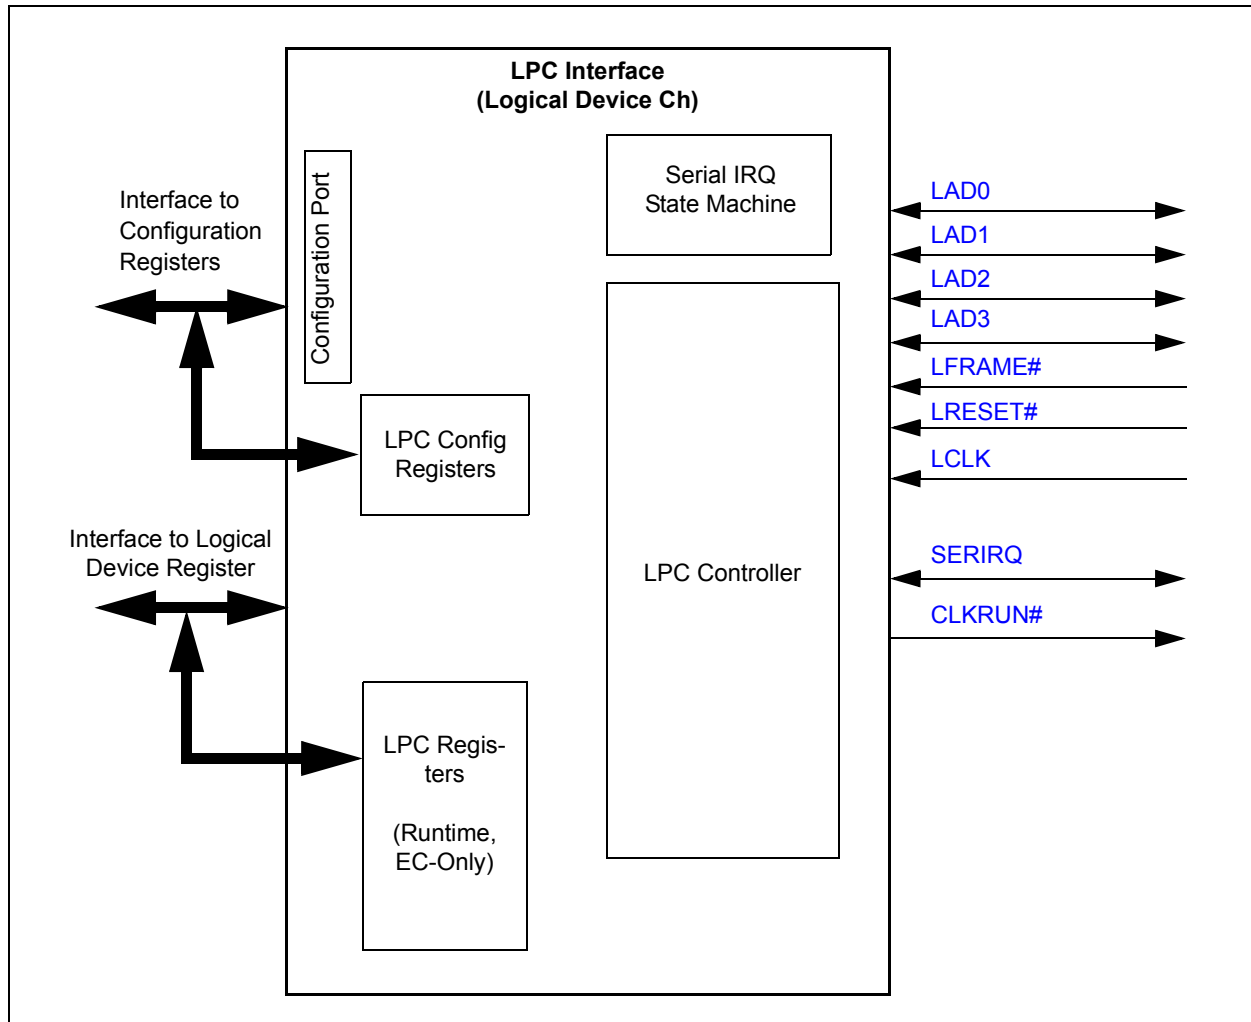 LPC Interface
(Logical Device Ch)
Interface to
Configuration
Registers
Configuration Port
Serial IRQ
State Machine
LAD0
LAD1
LAD2
LAD3
LFRAME#
LRESET#
LCLK
LPC Config
Registers
Interface to Logical
Device Register
LPC Controller
SERIRQ
CLKRUN#
LPC Regis-
ters
(Runtime,
EC-Only)